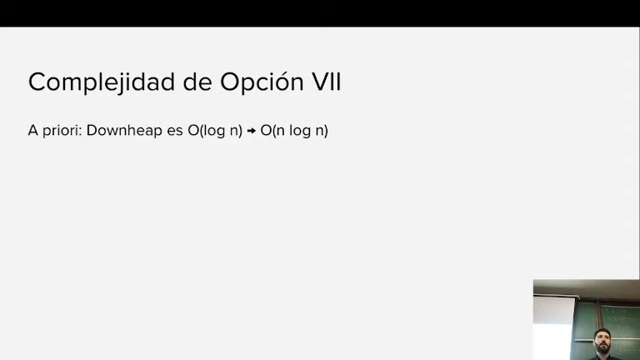 Complejidad de Opción VII
A priori: Downheap es O(log n) → O(n log n)